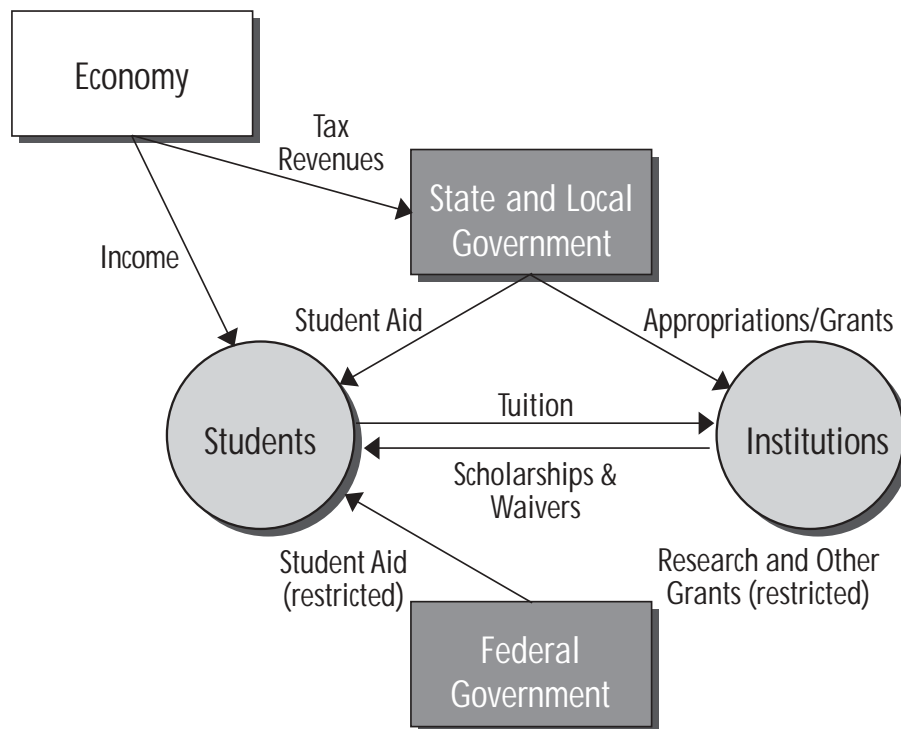 Economy
Tax
Revenues
State and Local
Government
Income
Student Aid
Appropriations/Grants
Tuition
Students
Institutions
Scholarships &
Waivers
Student Aid
(restricted)
Research and Other
Grants (restricted)
Federal
Government